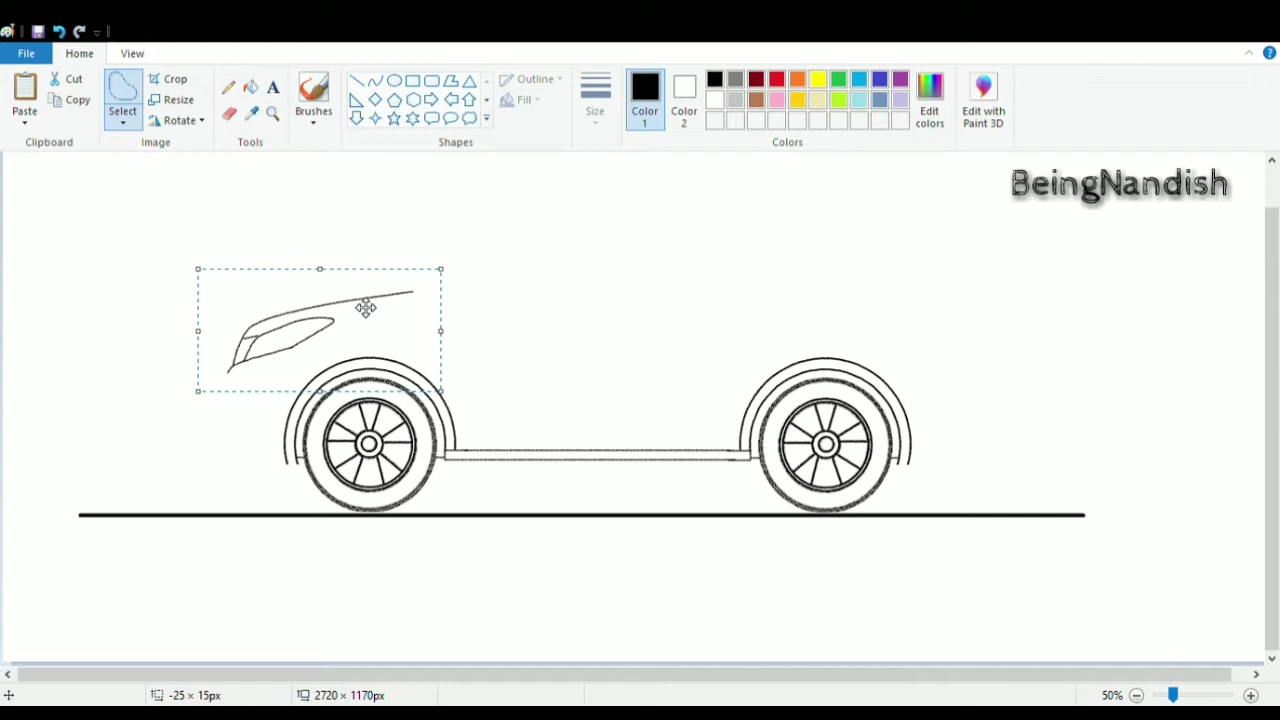 File Home View
Paste
Cut
Copy
Clipboard
Select
Crop
Resize
Rotate
Image
A
Tools
Brushes
Shapes
Outline
Fill
Size
Color 1
Color 2
Edit colors
Colors
Edit with Paint 3D
BeingNandish
-25 × 15px
2720 × 1170px
50%